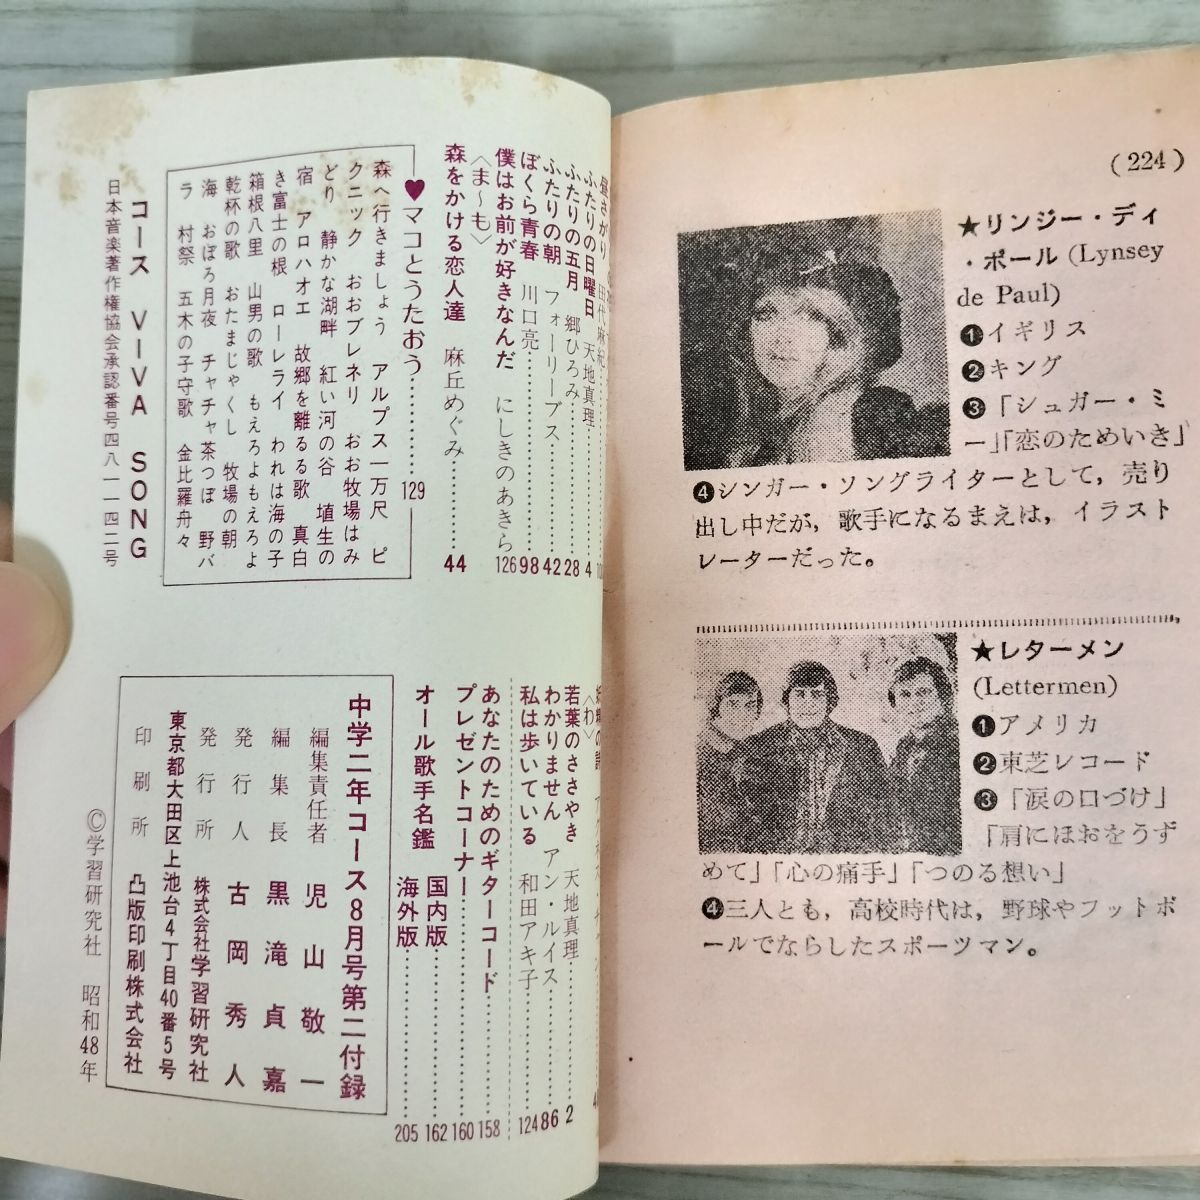 ふたりの日曜日 天地真理……4
ふたりの五月 郷ひろみ……28
ふたりの朝 フォーリーブス……42
ぼくら青春 川口亮……98
僕はお前が好きなんだ にしきのあきら 126
〈ま〜も〉
森をかける恋人達 麻丘めぐみ……44
♥マコとうたおう……129
森へ行きましょう アルプス一万尺 ピ
クニック おおブレネリ おお牧場はみ
どり 静かな湖畔 紅い河の谷 埴生の
宿 アロハオエ 故郷を離るる歌 真白
き富士の根 ローレライ われは海の子
箱根八里 山男の歌 もえろよもえろよ
乾杯の歌 おたまじゃくし 牧場の朝
海 おぼろ月夜 チャチャ茶つぼ 野バ
ラ 村祭 五木の子守歌 金比羅舟々
コース VIVA SONG
日本音楽著作権協会承認番号四八一一四二号
〈わ〉
若葉のささやき 天地真理……2
わかりません アン・ルイス……86
私は歩いている 和田アキ子……124
あなたのためのギターコード……158
プレゼントコーナー……160
オール歌手名鑑 国内版……162
海外版……205
中学二年コース8月号第二付録
編集責任者 児山敬一
編集長 黒滝貞嘉
発行人 古岡秀人
発行所 株式会社学習研究社
東京都大田区上池台4丁目40番5号
印刷所 凸版印刷株式会社
©学習研究社 昭和48年
(224)
★リンジー・ディ
・ポール (Lynsey
de Paul)
❶イギリス
❷キング
❸「シュガー・ミ
ー」「恋のためいき」
❹シンガー・ソングライターとして，売り
出し中だが，歌手になるまえは，イラスト
レーターだった。
★レターメン
(Lettermen)
❶アメリカ
❷東芝レコード
❸「涙の口づけ」
「肩にほおをうず
めて」「心の痛手」「つのる想い」
❹三人とも，高校時代は，野球やフットボ
ールでならしたスポーツマン。